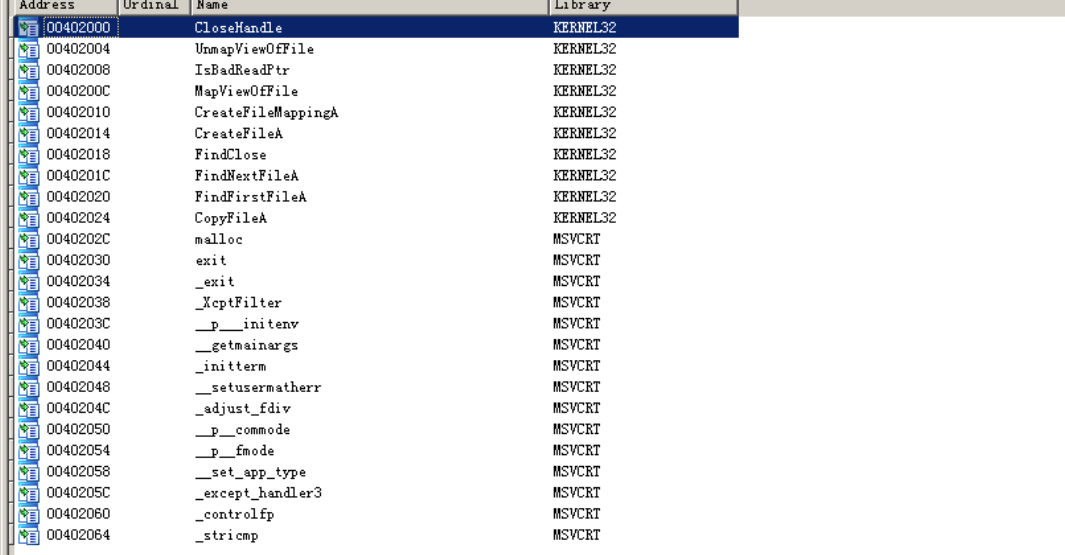 Address Ordinal Name Library
00402000 CloseHandle KERNEL32
00402004 UnmapViewOfFile KERNEL32
00402008 IsBadReadPtr KERNEL32
0040200C MapViewOfFile KERNEL32
00402010 CreateFileMappingA KERNEL32
00402014 CreateFileA KERNEL32
00402018 FindClose KERNEL32
0040201C FindNextFileA KERNEL32
00402020 FindFirstFileA KERNEL32
00402024 CopyFileA KERNEL32
0040202C malloc MSVCRT
00402030 exit MSVCRT
00402034 _exit MSVCRT
00402038 _XcptFilter MSVCRT
0040203C __p___initenv MSVCRT
00402040 __getmainargs MSVCRT
00402044 _initterm MSVCRT
00402048 __setusermatherr MSVCRT
0040204C _adjust_fdiv MSVCRT
00402050 __p__commode MSVCRT
00402054 __p__fmode MSVCRT
00402058 __set_app_type MSVCRT
0040205C _except_handler3 MSVCRT
00402060 _controlfp MSVCRT
00402064 _stricmp MSVCRT